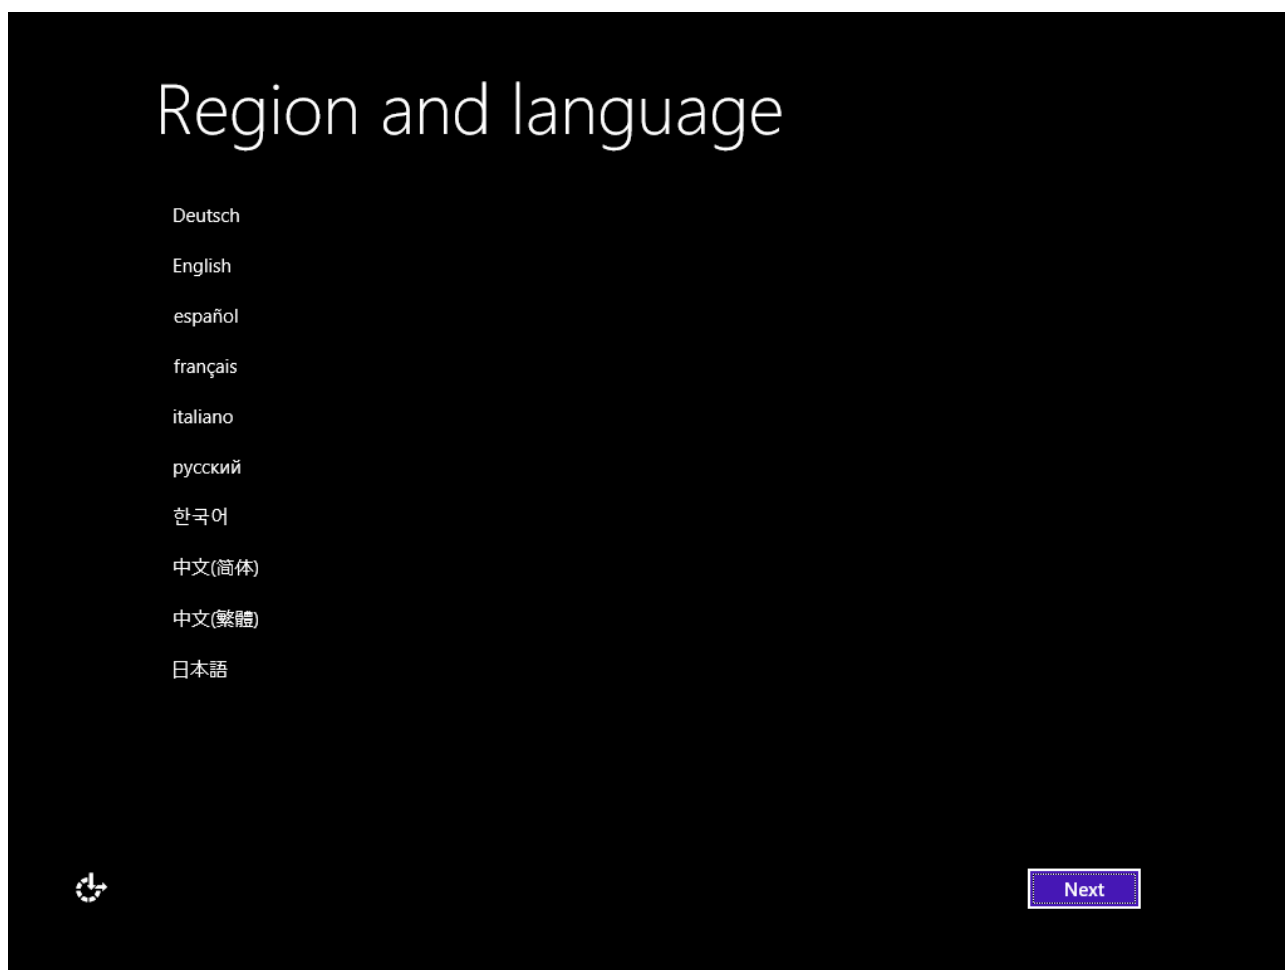 Region and language
Deutsch
English
español
français
italiano
русский
한국어
中文(简体)
中文(繁體)
日本語
Next